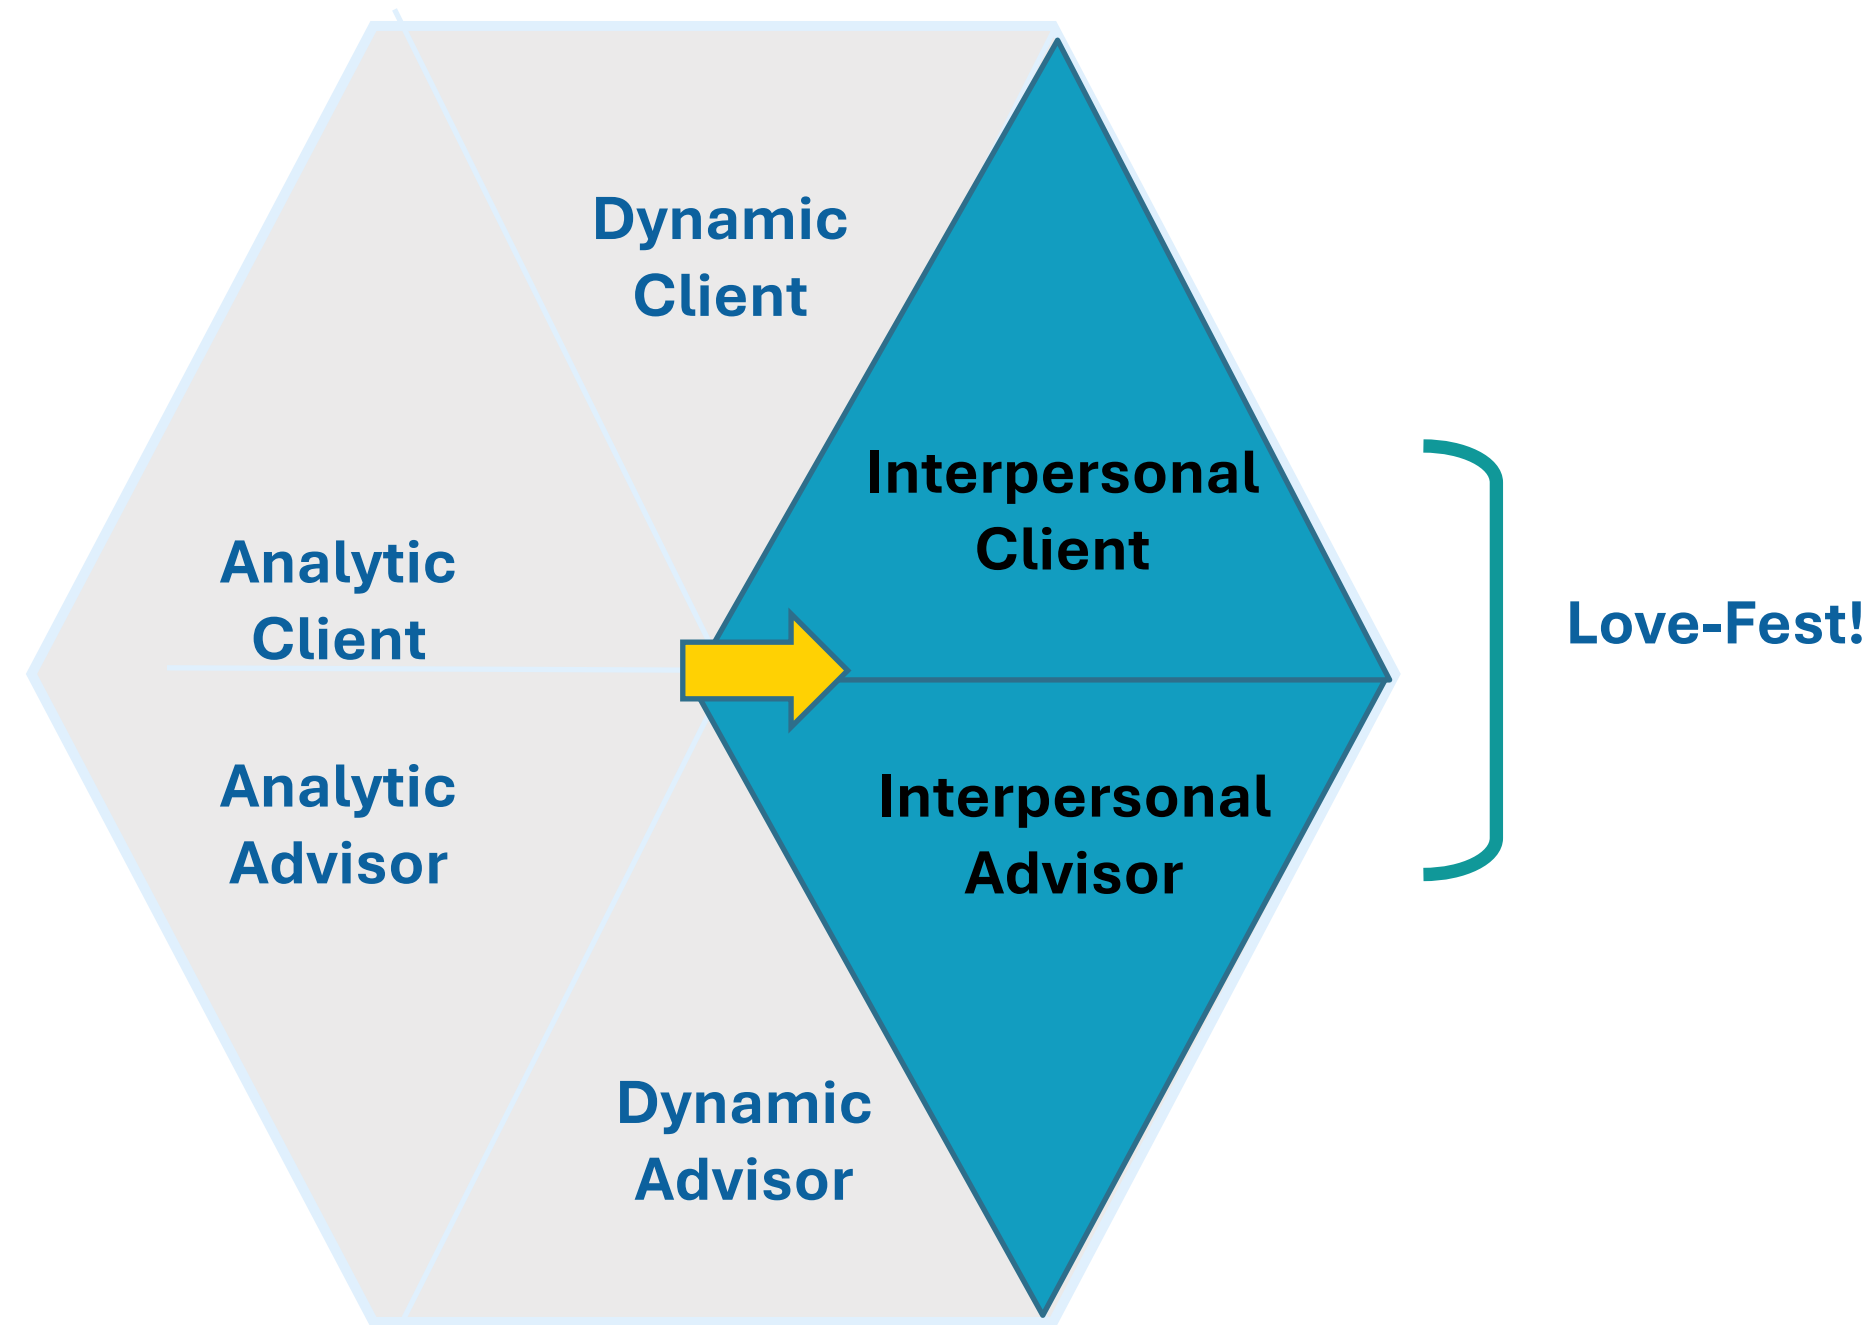 Dynamic
Client
Interpersonal
Client
Analytic
Client
Love-Fest!
Analytic
Advisor
Interpersonal
Advisor
Dynamic
Advisor